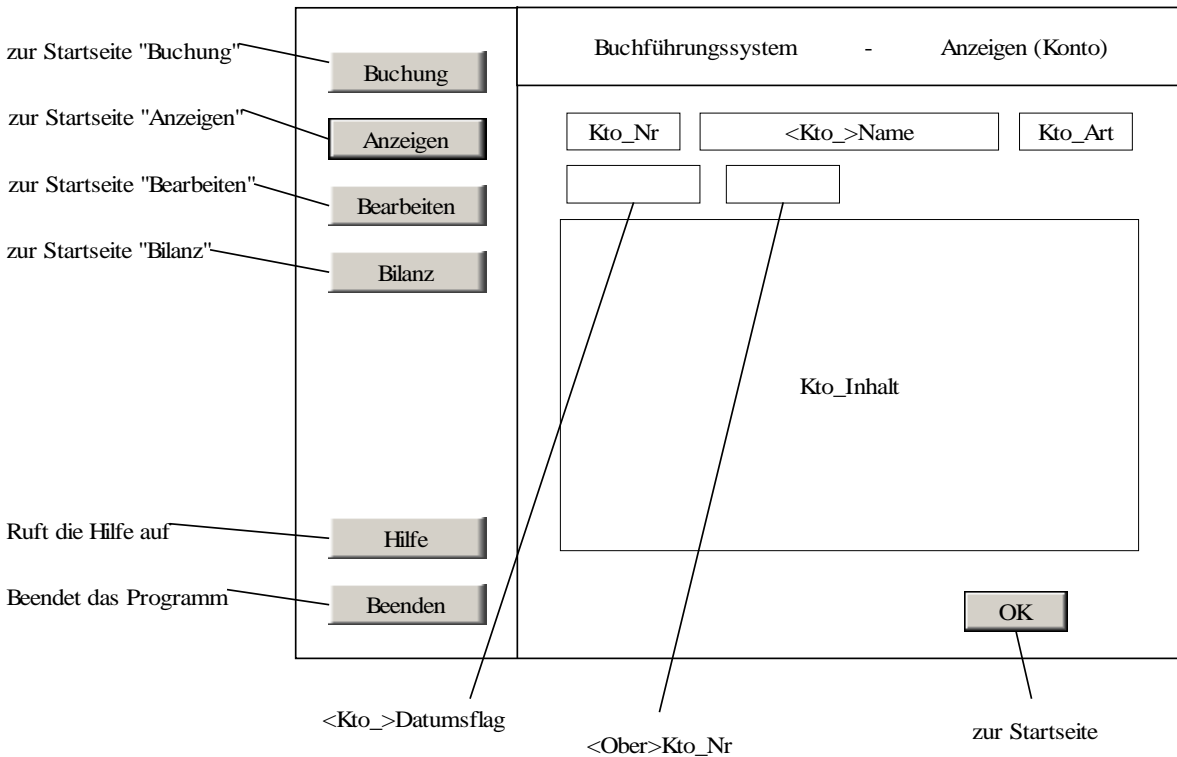 Buchführungssystem - Anzeigen (Konto)
zur Startseite "Buchung"
Buchung
zur Startseite "Anzeigen"
Anzeigen
Kto_Nr
<Kto_>Name
Kto_Art
zur Startseite "Bearbeiten"
Bearbeiten
zur Startseite "Bilanz"
Bilanz
Kto_Inhalt
Ruft die Hilfe auf
Hilfe
Beendet das Programm
Beenden
OK
<Kto_>Datumsflag
<Ober>Kto_Nr
zur Startseite